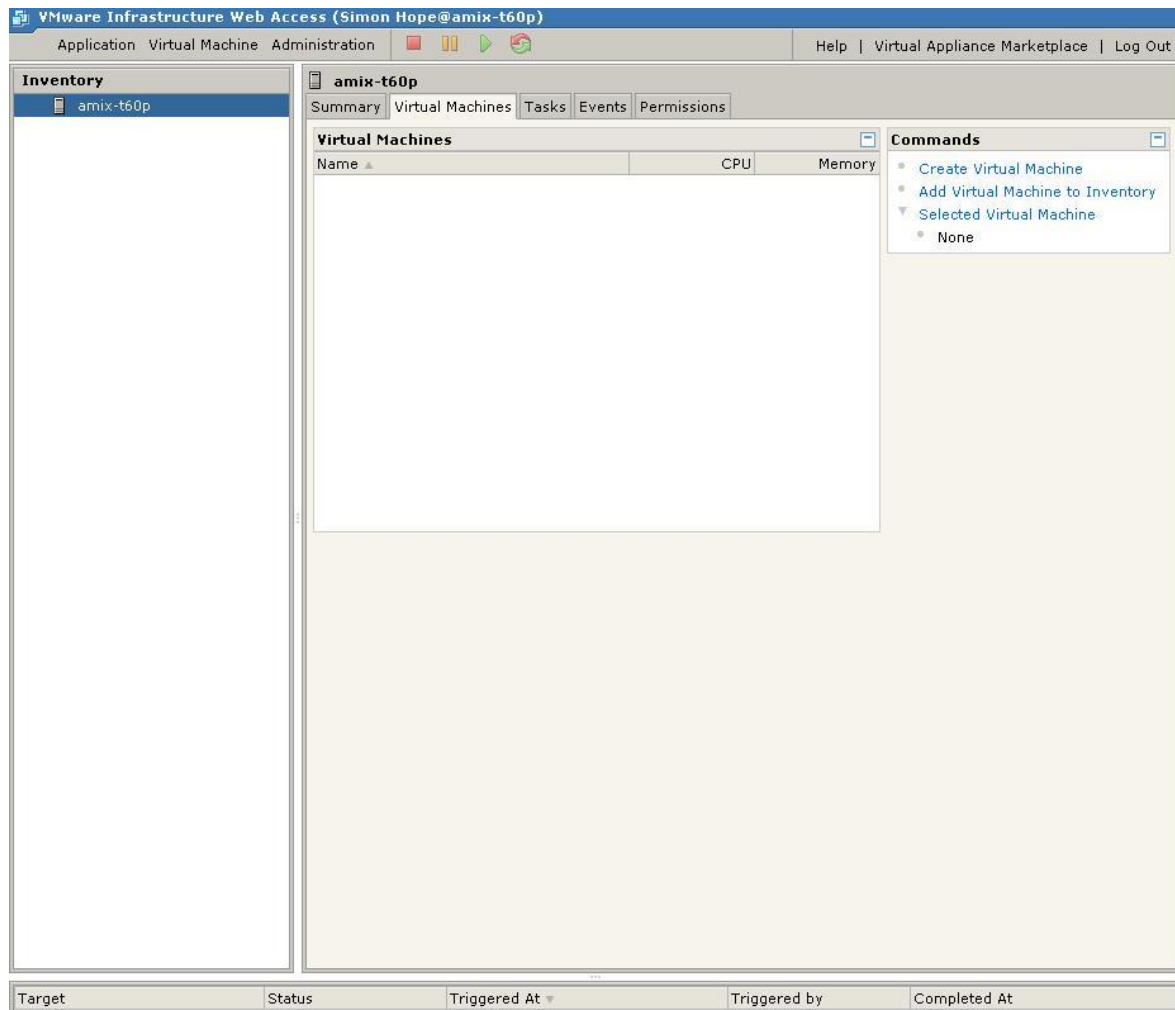 VMware Infrastructure Web Access (Simon Hope@amix-t60p)
Application Virtual Machine Administration
Help | Virtual Appliance Marketplace | Log Out
Inventory
amix-t60p
amix-t60p
Summary Virtual Machines Tasks Events Permissions
Virtual Machines
Name CPU Memory
Commands
Create Virtual Machine
Add Virtual Machine to Inventory
Selected Virtual Machine
None
Target Status Triggered At Triggered by Completed At